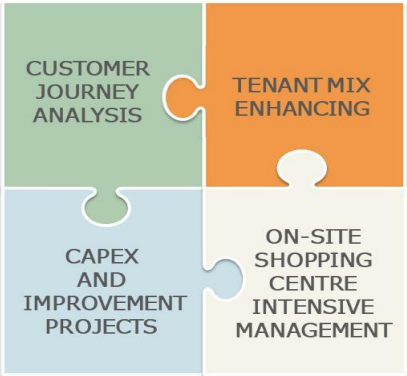 CUSTOMER
JOURNEY
ANALYSIS
TENANT MIX
ENHANCING
CAPEX
AND
IMPROVEMENT
PROJECTS
ON-SITE
SHOPPING
CENTRE
INTENSIVE
MANAGEMENT